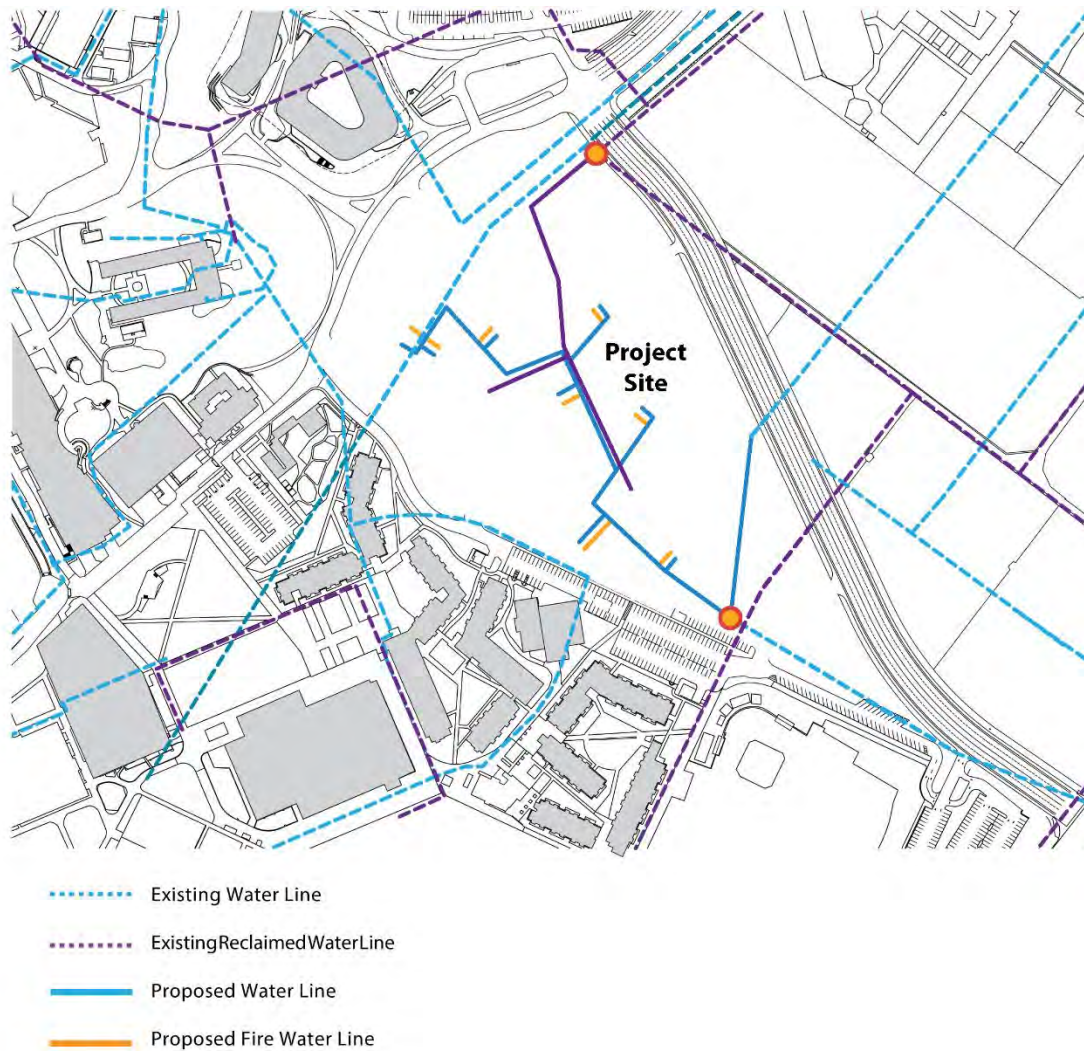 Project
Site
Existing Water Line
ExistingReclaimedWaterLine
Proposed Water Line
Proposed Fire Water Line